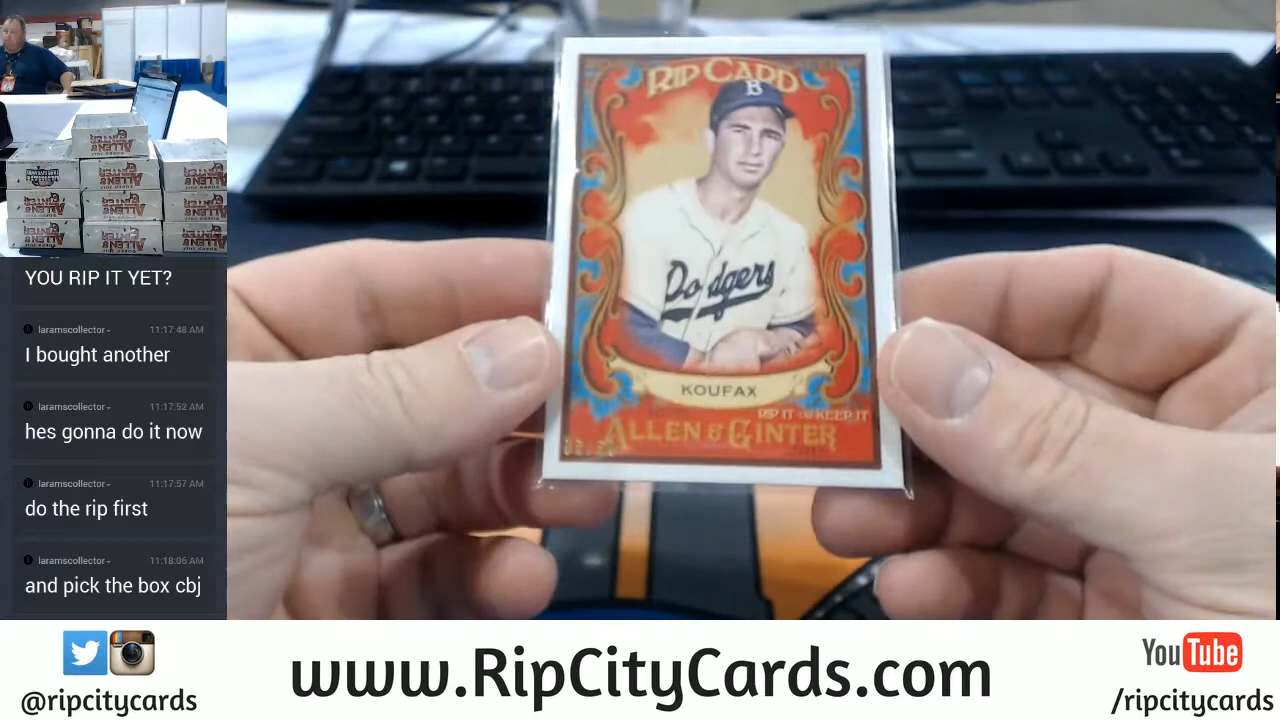 YOU RIP IT YET?
laramscollector- 11:17:48 AM
I bought another
laramscollector- 11:17:52 AM
hes gonna do it now
laramscollector- 11:17:57 AM
do the rip first
laramscollector- 11:18:06 AM
and pick the box cbj
RIP CARD
B
Dodgers
KOUFAX
RIP IT OR KEEP IT
ALLEN & GINTER
ALLEN & GINTER
@ripcitycards
www.RipCityCards.com
YouTube
/ripcitycards